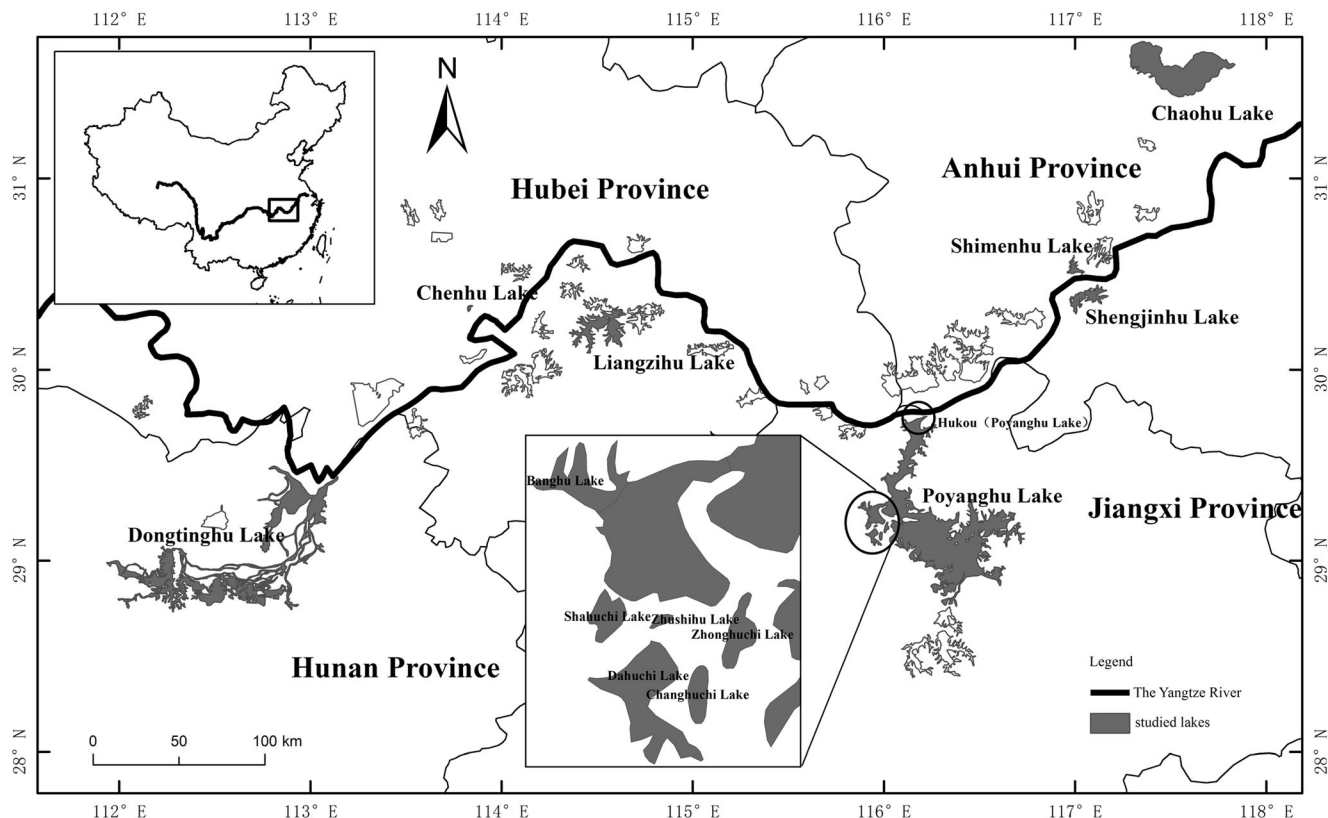 112° E
113° E
114° E
115° E
116° E
117° E
118° E
N
Chaohu Lake
31° N
31° N
Hubei Province
Anhui Province
Shimenhu Lake
Chenhu Lake
Shengjinhu Lake
Liangzihu Lake
30° N
30° N
Hukou (Poyanghu Lake)
Banghu Lake
Poyanghu Lake
Jiangxi Province
Dongtinghu Lake
29° N
29° N
Shahuchi Lake
Zhushihu Lake
Zhonghuchi Lake
Hunan Province
Dahuchi Lake
Changhuchi Lake
Legend
The Yangtze River
studied lakes
0 50 100 km
28° N
28° N
112° E
113° E
114° E
115° E
116° E
117° E
118° E